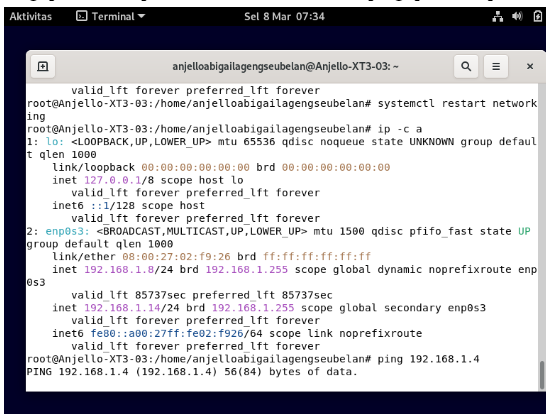 Aktivitas Terminal Sel 8 Mar 07:34
anjelloabigailagengseubelan@Anjello-XT3-03: ~
valid_lft forever preferred_lft forever
root@Anjello-XT3-03:/home/anjelloabigailagengseubelan# systemctl restart network
ing
root@Anjello-XT3-03:/home/anjelloabigailagengseubelan# ip -c a
1: lo: <LOOPBACK,UP,LOWER_UP> mtu 65536 qdisc noqueue state UNKNOWN group defaul
t qlen 1000
link/loopback 00:00:00:00:00:00 brd 00:00:00:00:00:00
inet 127.0.0.1/8 scope host lo
valid_lft forever preferred_lft forever
inet6 ::1/128 scope host
valid_lft forever preferred_lft forever
2: enp0s3: <BROADCAST,MULTICAST,UP,LOWER_UP> mtu 1500 qdisc pfifo_fast state UP
group default qlen 1000
link/ether 08:00:27:02:f9:26 brd ff:ff:ff:ff:ff:ff
inet 192.168.1.8/24 brd 192.168.1.255 scope global dynamic noprefixroute enp
0s3
valid_lft 85737sec preferred_lft 85737sec
inet 192.168.1.14/24 brd 192.168.1.255 scope global secondary enp0s3
valid_lft forever preferred_lft forever
inet6 fe80::a00:27ff:fe02:f926/64 scope link noprefixroute
valid_lft forever preferred_lft forever
root@Anjello-XT3-03:/home/anjelloabigailagengseubelan# ping 192.168.1.4
PING 192.168.1.4 (192.168.1.4) 56(84) bytes of data.